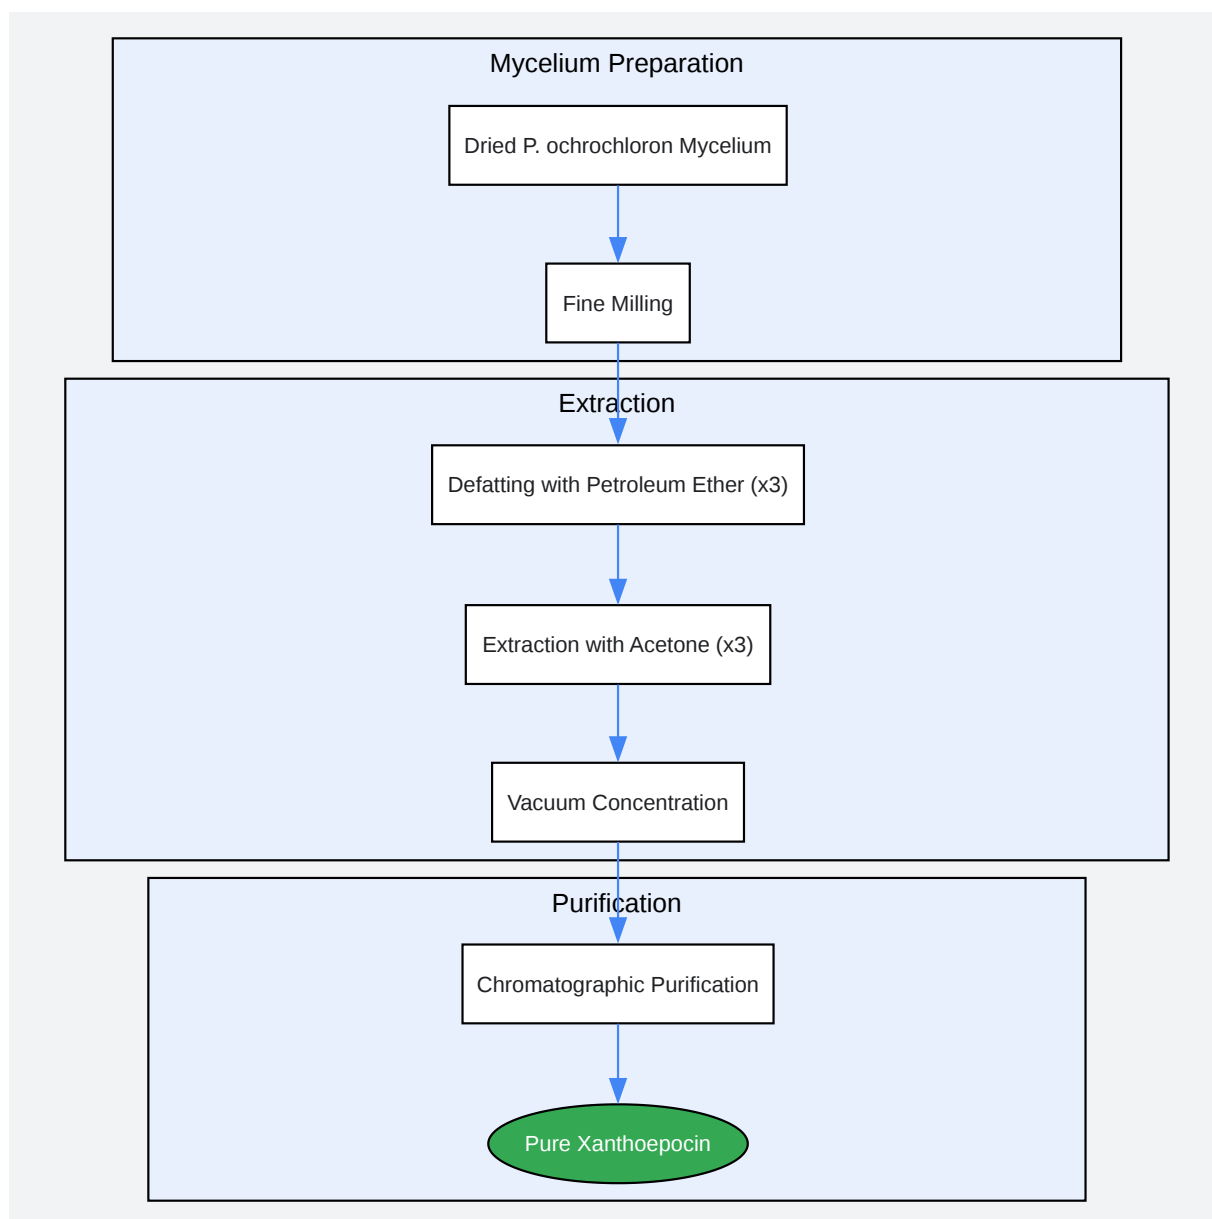 Mycelium Preparation
Dried P. ochrochloron Mycelium
Fine Milling
Extraction
Defatting with Petroleum Ether (x3)
Extraction with Acetone (x3)
Vacuum Concentration
Purification
Chromatographic Purification
Pure Xanthoepocin